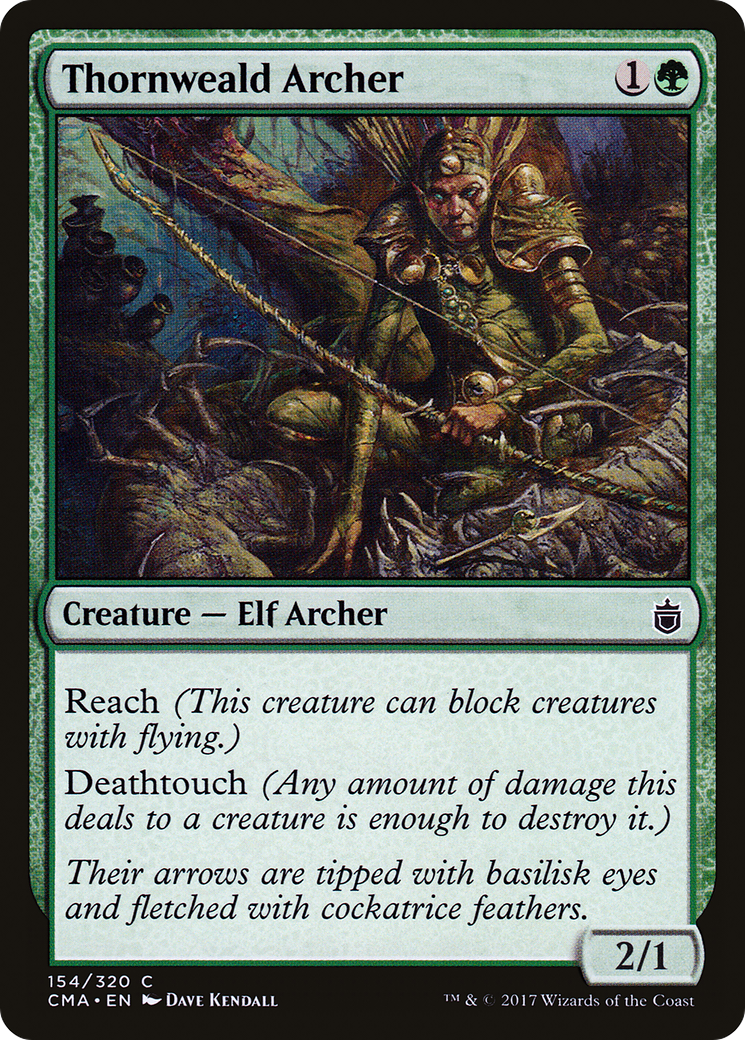 Thornweald Archer 1
Creature — Elf Archer
Reach (This creature can block creatures
with flying.)
Deathtouch (Any amount of damage this
deals to a creature is enough to destroy it.)
Their arrows are tipped with basilisk eyes
and fletched with cockatrice feathers.
2/1
154/320 C
CMA • EN Dave Kendall
™ & © 2017 Wizards of the Coast